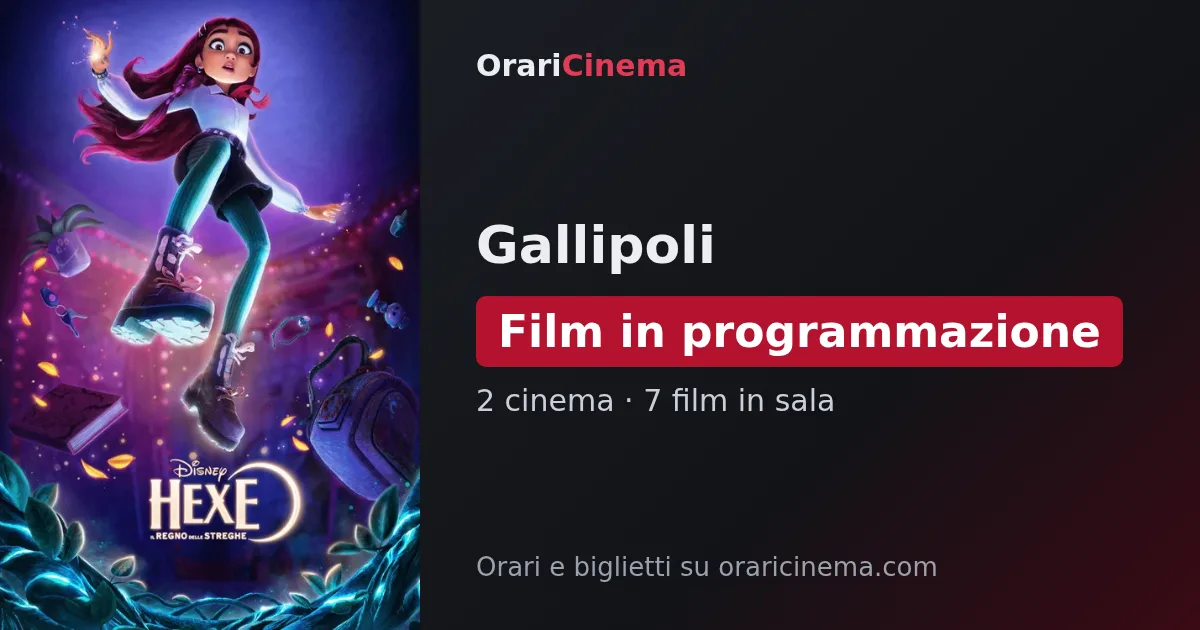 OrariCinema
Gallipoli
Film in programmazione
2 cinema · 7 film in sala
Orari e biglietti su oraricinema.com
DISNEY
HEXE
IL REGNO DELLE STREGHE